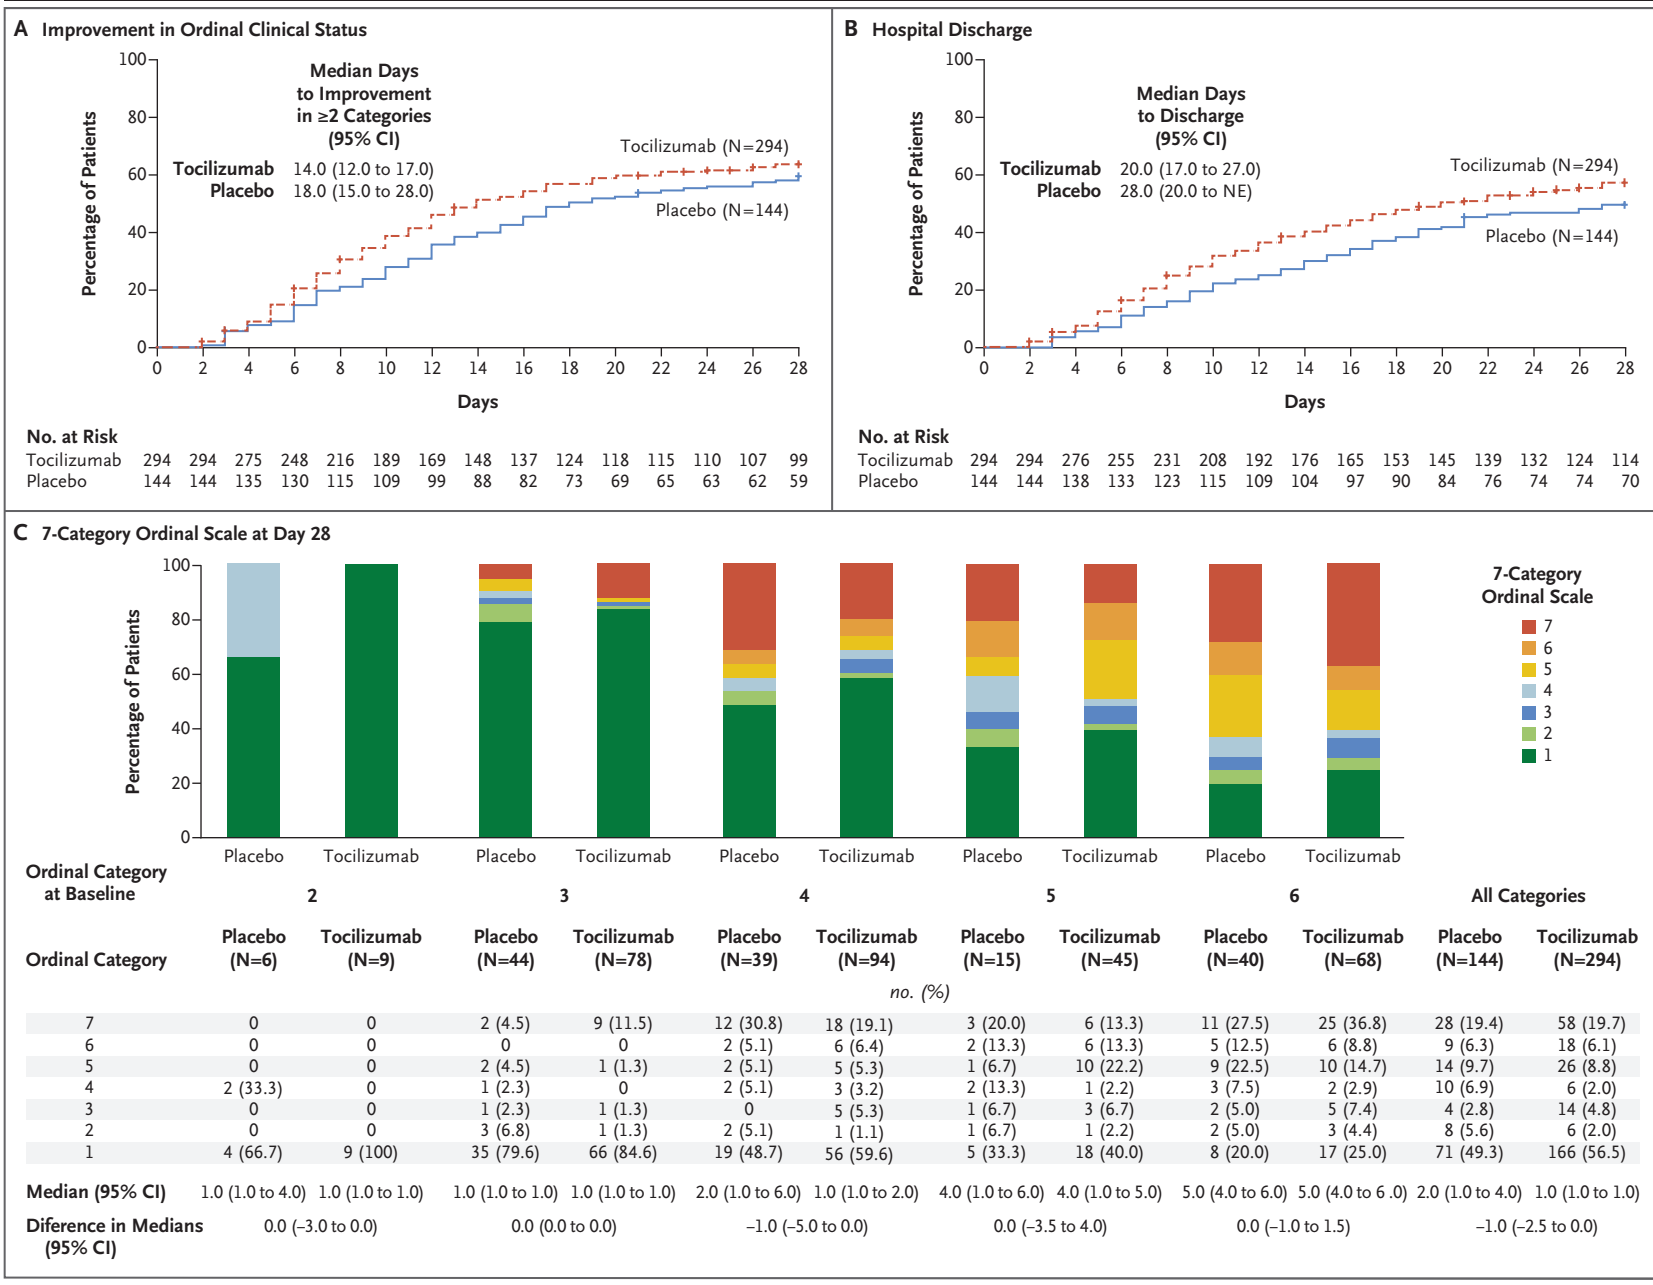 A Improvement in Ordinal Clinical Status
100
80
60
40
20
0
Percentage of Patients
Median Days
to Improvement
in ≥2 Categories
(95% CI)
Tocilizumab 14.0 (12.0 to 17.0)
Placebo 18.0 (15.0 to 28.0)
Tocilizumab (N=294)
Placebo (N=144)
0 2 4 6 8 10 12 14 16 18 20 22 24 26 28
Days
No. at Risk
Tocilizumab 294 294 275 248 216 189 169 148 137 124 118 115 110 107 99
Placebo 144 144 135 130 115 109 99 88 82 73 69 65 63 62 59
B Hospital Discharge
100
80
60
40
20
0
Percentage of Patients
Median Days
to Discharge
(95% CI)
Tocilizumab 20.0 (17.0 to 27.0)
Placebo 28.0 (20.0 to NE)
Tocilizumab (N=294)
Placebo (N=144)
0 2 4 6 8 10 12 14 16 18 20 22 24 26 28
Days
No. at Risk
Tocilizumab 294 294 276 255 231 208 192 176 165 153 145 139 132 124 114
Placebo 144 144 138 133 123 115 109 104 97 90 84 76 74 74 70
C 7-Category Ordinal Scale at Day 28
100
80
60
40
20
0
Percentage of Patients
7-Category
Ordinal Scale
7
6
5
4
3
2
1
Placebo Tocilizumab Placebo Tocilizumab Placebo Tocilizumab Placebo Tocilizumab Placebo Tocilizumab
Ordinal Category
at Baseline 2 3 4 5 6 All Categories
Placebo Tocilizumab Placebo Tocilizumab Placebo Tocilizumab Placebo Tocilizumab Placebo Tocilizumab Placebo Tocilizumab
Ordinal Category (N=6) (N=9) (N=44) (N=78) (N=39) (N=94) (N=15) (N=45) (N=40) (N=68) (N=144) (N=294)
no. (%)
7 0 0 2 (4.5) 9 (11.5) 12 (30.8) 18 (19.1) 3 (20.0) 6 (13.3) 11 (27.5) 25 (36.8) 28 (19.4) 58 (19.7)
6 0 0 0 0 2 (5.1) 6 (6.4) 2 (13.3) 6 (13.3) 5 (12.5) 6 (8.8) 9 (6.3) 18 (6.1)
5 0 0 2 (4.5) 1 (1.3) 2 (5.1) 5 (5.3) 1 (6.7) 10 (22.2) 9 (22.5) 10 (14.7) 14 (9.7) 26 (8.8)
4 2 (33.3) 0 1 (2.3) 0 2 (5.1) 3 (3.2) 2 (13.3) 1 (2.2) 3 (7.5) 2 (2.9) 10 (6.9) 6 (2.0)
3 0 0 1 (2.3) 1 (1.3) 0 5 (5.3) 1 (6.7) 3 (6.7) 2 (5.0) 5 (7.4) 4 (2.8) 14 (4.8)
2 0 0 3 (6.8) 1 (1.3) 2 (5.1) 1 (1.1) 1 (6.7) 1 (2.2) 2 (5.0) 3 (4.4) 8 (5.6) 6 (2.0)
1 4 (66.7) 9 (100) 35 (79.6) 66 (84.6) 19 (48.7) 56 (59.6) 5 (33.3) 18 (40.0) 8 (20.0) 17 (25.0) 71 (49.3) 166 (56.5)
Median (95% CI) 1.0 (1.0 to 4.0) 1.0 (1.0 to 1.0) 1.0 (1.0 to 1.0) 1.0 (1.0 to 1.0) 2.0 (1.0 to 6.0) 1.0 (1.0 to 2.0) 4.0 (1.0 to 6.0) 4.0 (1.0 to 5.0) 5.0 (4.0 to 6.0) 5.0 (4.0 to 6 .0) 2.0 (1.0 to 4.0) 1.0 (1.0 to 1.0)
Diference in Medians 0.0 (–3.0 to 0.0) 0.0 (0.0 to 0.0) –1.0 (–5.0 to 0.0) 0.0 (–3.5 to 4.0) 0.0 (–1.0 to 1.5) –1.0 (–2.5 to 0.0)
(95% CI)